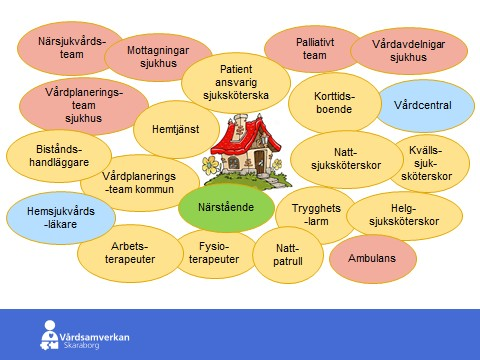 Närsjukvårds-
team
Mottagningar
sjukhus
Palliativt
team
Vårdavdelnigar
sjukhus
Patient
ansvarig
sjuksköterska
Vårdplanerings-
team
sjukhus
Korttids-
boende
Vårdcentral
Hemtjänst
Bistånds-
handläggare
Natt-
sjuksköterskor
Kvälls-
sjuk-
sköterskor
Vårdplanerings
-team kommun
Närstående
Hemsjukvårds
-läkare
Trygghets
-larm
Helg-
sjuksköterskor
Arbets-
terapeuter
Fysio-
terapeuter
Natt-
patrull
Ambulans
Vårdsamverkan
Skaraborg